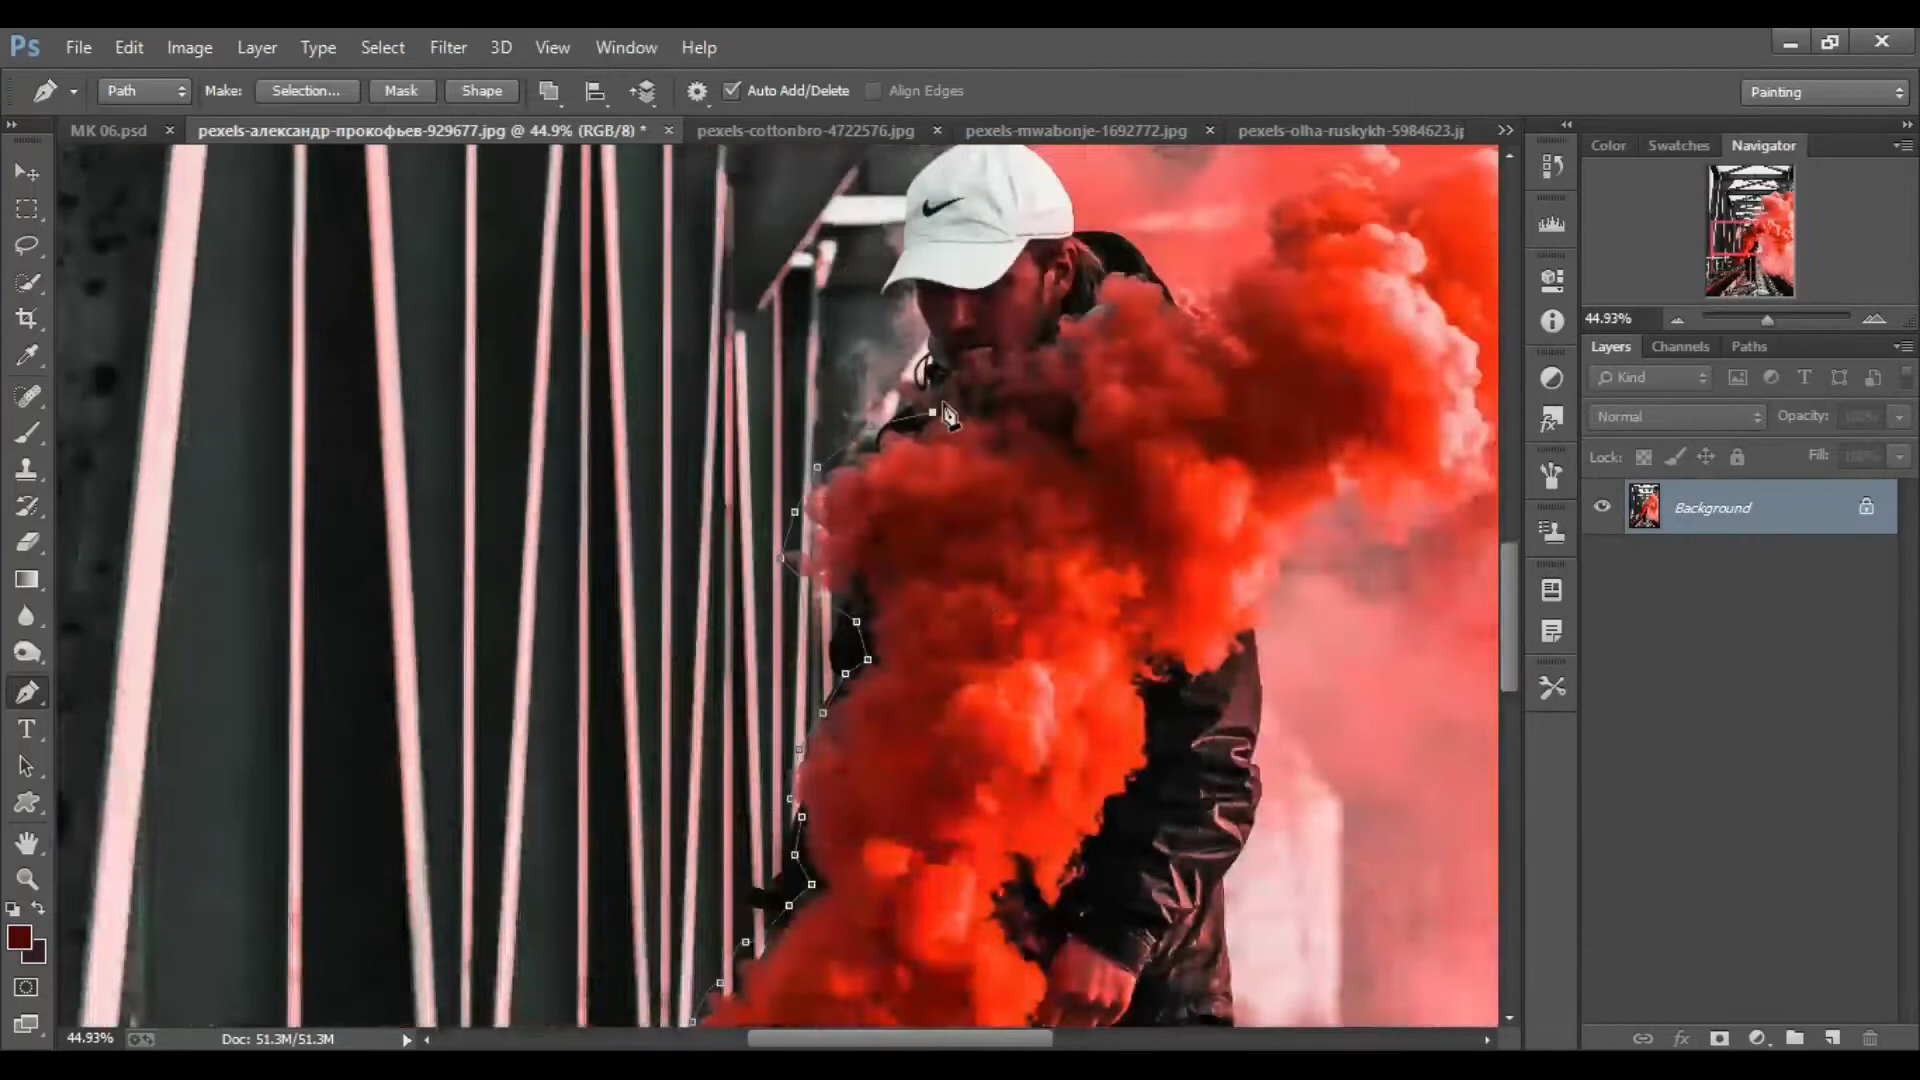 Ps File Edit Image Layer Type Select Filter 3D View Window Help
Path Make: Selection... Mask Shape Auto Add/Delete Align Edges Painting
MK 06.psd × pexels-александр-прокофьев-929677.jpg @ 44.9% (RGB/8) * × pexels-cottonbro-4722576.jpg × pexels-mwabonje-1692772.jpg × pexels-olha-ruskykh-5984623.jp
Color Swatches Navigator
44.93%
Layers Channels Paths
Kind
Normal Opacity: 100%
Lock: Fill: 100%
Background
44.93% Doc: 51.3M/51.3M